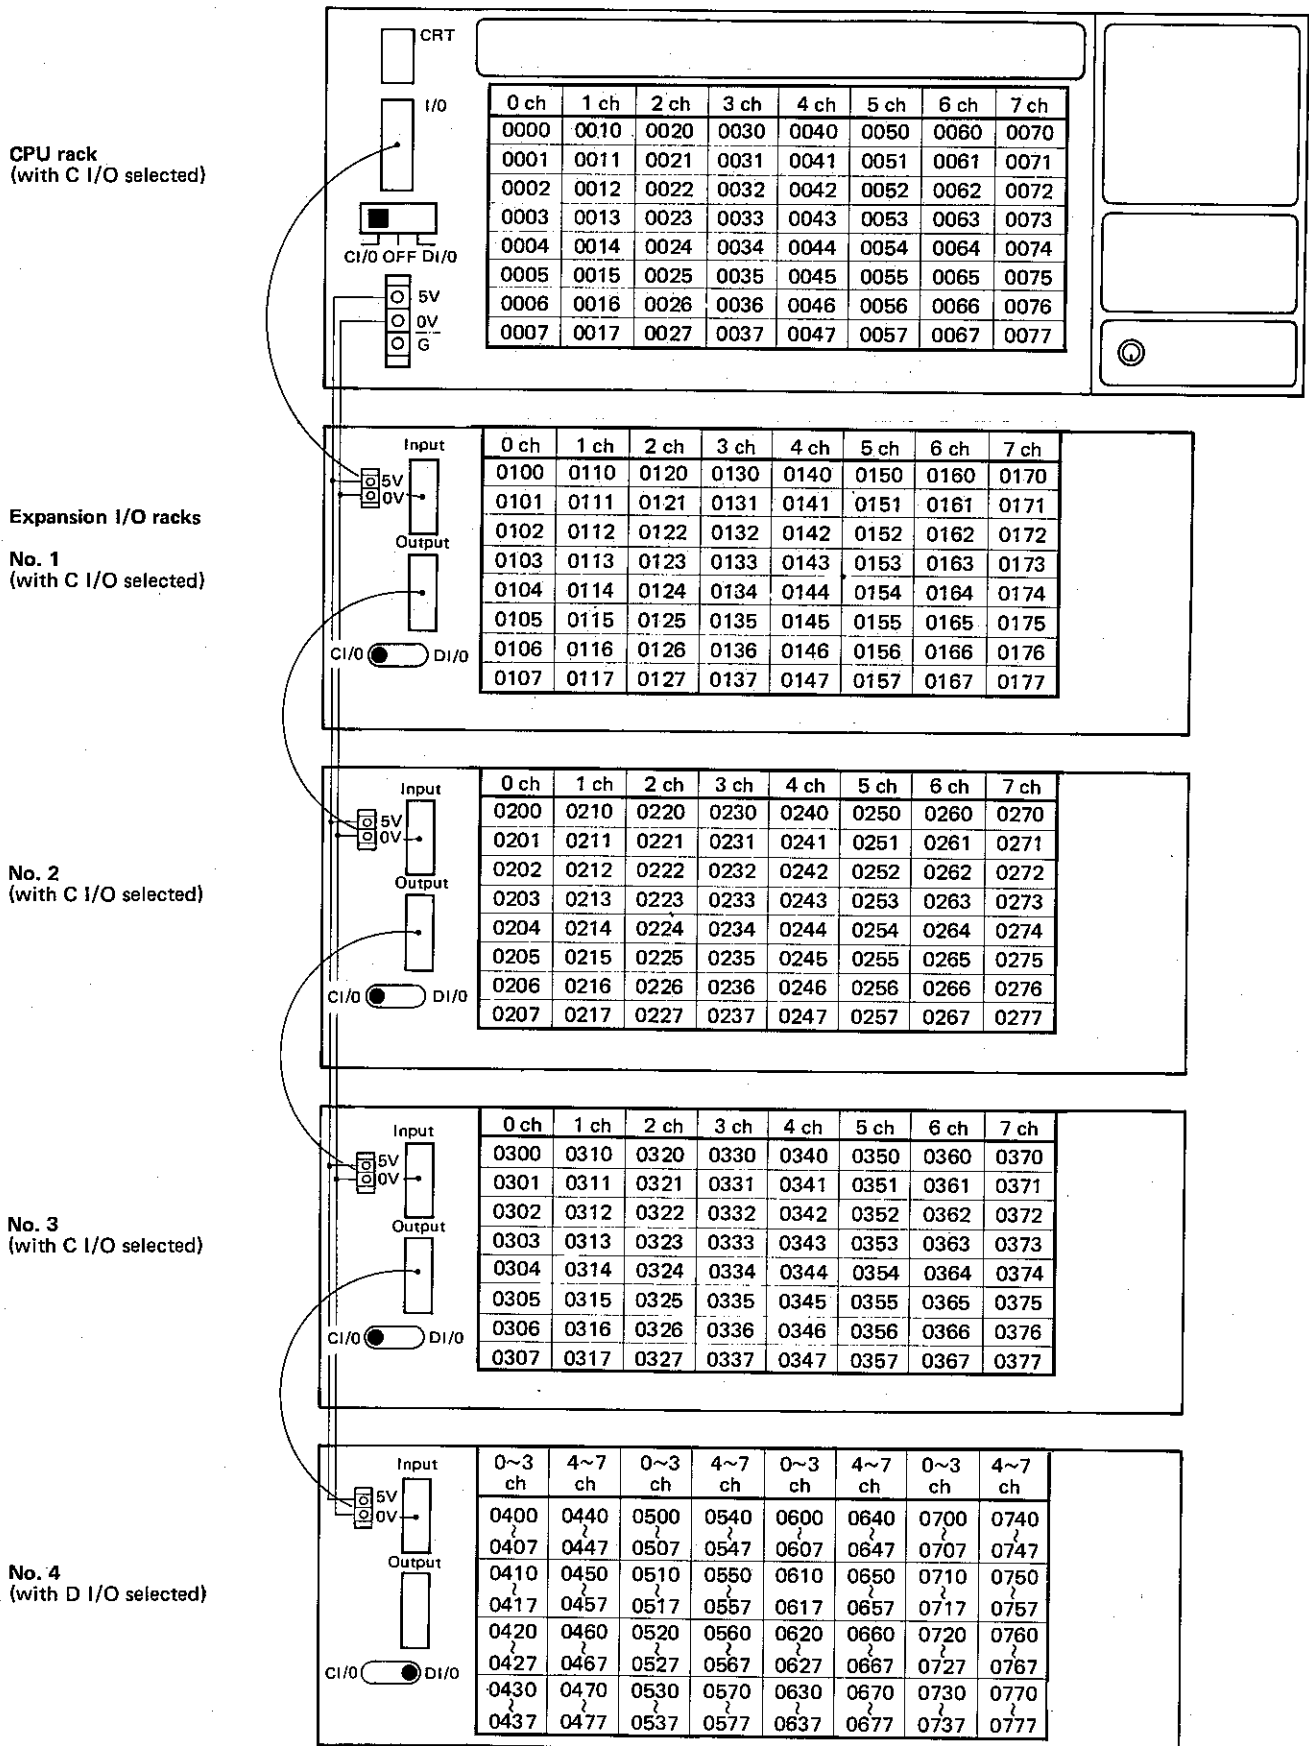 CRT
I/0
CPU rack
(with C I/O selected)
CI/0 OFF DI/0
5V
0V
G
0 ch 1 ch 2 ch 3 ch 4 ch 5 ch 6 ch 7 ch
0000 0010 0020 0030 0040 0050 0060 0070
0001 0011 0021 0031 0041 0051 0061 0071
0002 0012 0022 0032 0042 0052 0062 0072
0003 0013 0023 0033 0043 0053 0063 0073
0004 0014 0024 0034 0044 0054 0064 0074
0005 0015 0025 0035 0045 0055 0065 0075
0006 0016 0026 0036 0046 0056 0066 0076
0007 0017 0027 0037 0047 0057 0067 0077
Expansion I/O racks
No. 1
(with C I/O selected)
Input
5V
0V
Output
CI/0 DI/0
0 ch 1 ch 2 ch 3 ch 4 ch 5 ch 6 ch 7 ch
0100 0110 0120 0130 0140 0150 0160 0170
0101 0111 0121 0131 0141 0151 0161 0171
0102 0112 0122 0132 0142 0152 0162 0172
0103 0113 0123 0133 0143 0153 0163 0173
0104 0114 0124 0134 0144 0154 0164 0174
0105 0115 0125 0135 0145 0155 0165 0175
0106 0116 0126 0136 0146 0156 0166 0176
0107 0117 0127 0137 0147 0157 0167 0177
No. 2
(with C I/O selected)
Input
5V
0V
Output
CI/0 DI/0
0 ch 1 ch 2 ch 3 ch 4 ch 5 ch 6 ch 7 ch
0200 0210 0220 0230 0240 0250 0260 0270
0201 0211 0221 0231 0241 0251 0261 0271
0202 0212 0222 0232 0242 0252 0262 0272
0203 0213 0223 0233 0243 0253 0263 0273
0204 0214 0224 0234 0244 0254 0264 0274
0205 0215 0225 0235 0245 0255 0265 0275
0206 0216 0226 0236 0246 0256 0266 0276
0207 0217 0227 0237 0247 0257 0267 0277
No. 3
(with C I/O selected)
Input
5V
0V
Output
CI/0 DI/0
0 ch 1 ch 2 ch 3 ch 4 ch 5 ch 6 ch 7 ch
0300 0310 0320 0330 0340 0350 0360 0370
0301 0311 0321 0331 0341 0351 0361 0371
0302 0312 0322 0332 0342 0352 0362 0372
0303 0313 0323 0333 0343 0353 0363 0373
0304 0314 0324 0334 0344 0354 0364 0374
0305 0315 0325 0335 0345 0355 0365 0375
0306 0316 0326 0336 0346 0356 0366 0376
0307 0317 0327 0337 0347 0357 0367 0377
No. 4
(with D I/O selected)
Input
5V
0V
Output
CI/0 DI/0
0~3 4~7 0~3 4~7 0~3 4~7 0~3 4~7
ch ch ch ch ch ch ch ch
0400 0440 0500 0540 0600 0640 0700 0740
~ ~ ~ ~ ~ ~ ~ ~
0407 0447 0507 0547 0607 0647 0707 0747
0410 0450 0510 0550 0610 0650 0710 0750
~ ~ ~ ~ ~ ~ ~ ~
0417 0457 0517 0557 0617 0657 0717 0757
0420 0460 0520 0560 0620 0660 0720 0760
~ ~ ~ ~ ~ ~ ~ ~
0427 0467 0527 0567 0627 0667 0727 0767
0430 0470 0530 0570 0630 0670 0730 0770
~ ~ ~ ~ ~ ~ ~ ~
0437 0477 0537 0577 0637 0677 0737 0777